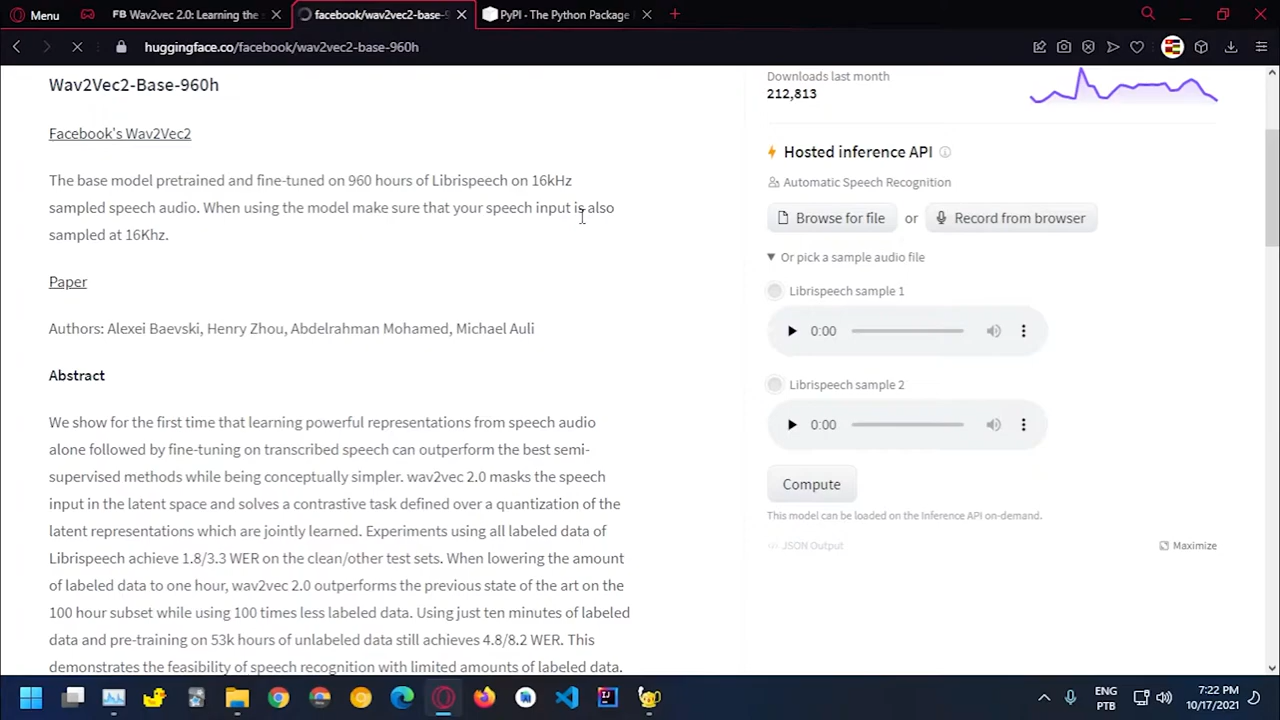 Menu
FB Wav2vec 2.0: Learning the s
facebook/wav2vec2-base-9
PyPI - The Python Package
huggingface.co/facebook/wav2vec2-base-960h
Wav2Vec2-Base-960h
Facebook's Wav2Vec2
The base model pretrained and fine-tuned on 960 hours of Librispeech on 16kHz
sampled speech audio. When using the model make sure that your speech input is also
sampled at 16Khz.
Paper
Authors: Alexei Baevski, Henry Zhou, Abdelrahman Mohamed, Michael Auli
Abstract
We show for the first time that learning powerful representations from speech audio
alone followed by fine-tuning on transcribed speech can outperform the best semi-
supervised methods while being conceptually simpler. wav2vec 2.0 masks the speech
input in the latent space and solves a contrastive task defined over a quantization of the
latent representations which are jointly learned. Experiments using all labeled data of
Librispeech achieve 1.8/3.3 WER on the clean/other test sets. When lowering the amount
of labeled data to one hour, wav2vec 2.0 outperforms the previous state of the art on the
100 hour subset while using 100 times less labeled data. Using just ten minutes of labeled
data and pre-training on 53k hours of unlabeled data still achieves 4.8/8.2 WER. This
demonstrates the feasibility of speech recognition with limited amounts of labeled data.
Downloads last month
212,813
Hosted inference API
Automatic Speech Recognition
Browse for file or Record from browser
Or pick a sample audio file
Librispeech sample 1
0:00
Librispeech sample 2
0:00
Compute
This model can be loaded on the Inference API on-demand.
</> JSON Output Maximize
ENG
PTB
7:22 PM
10/17/2021